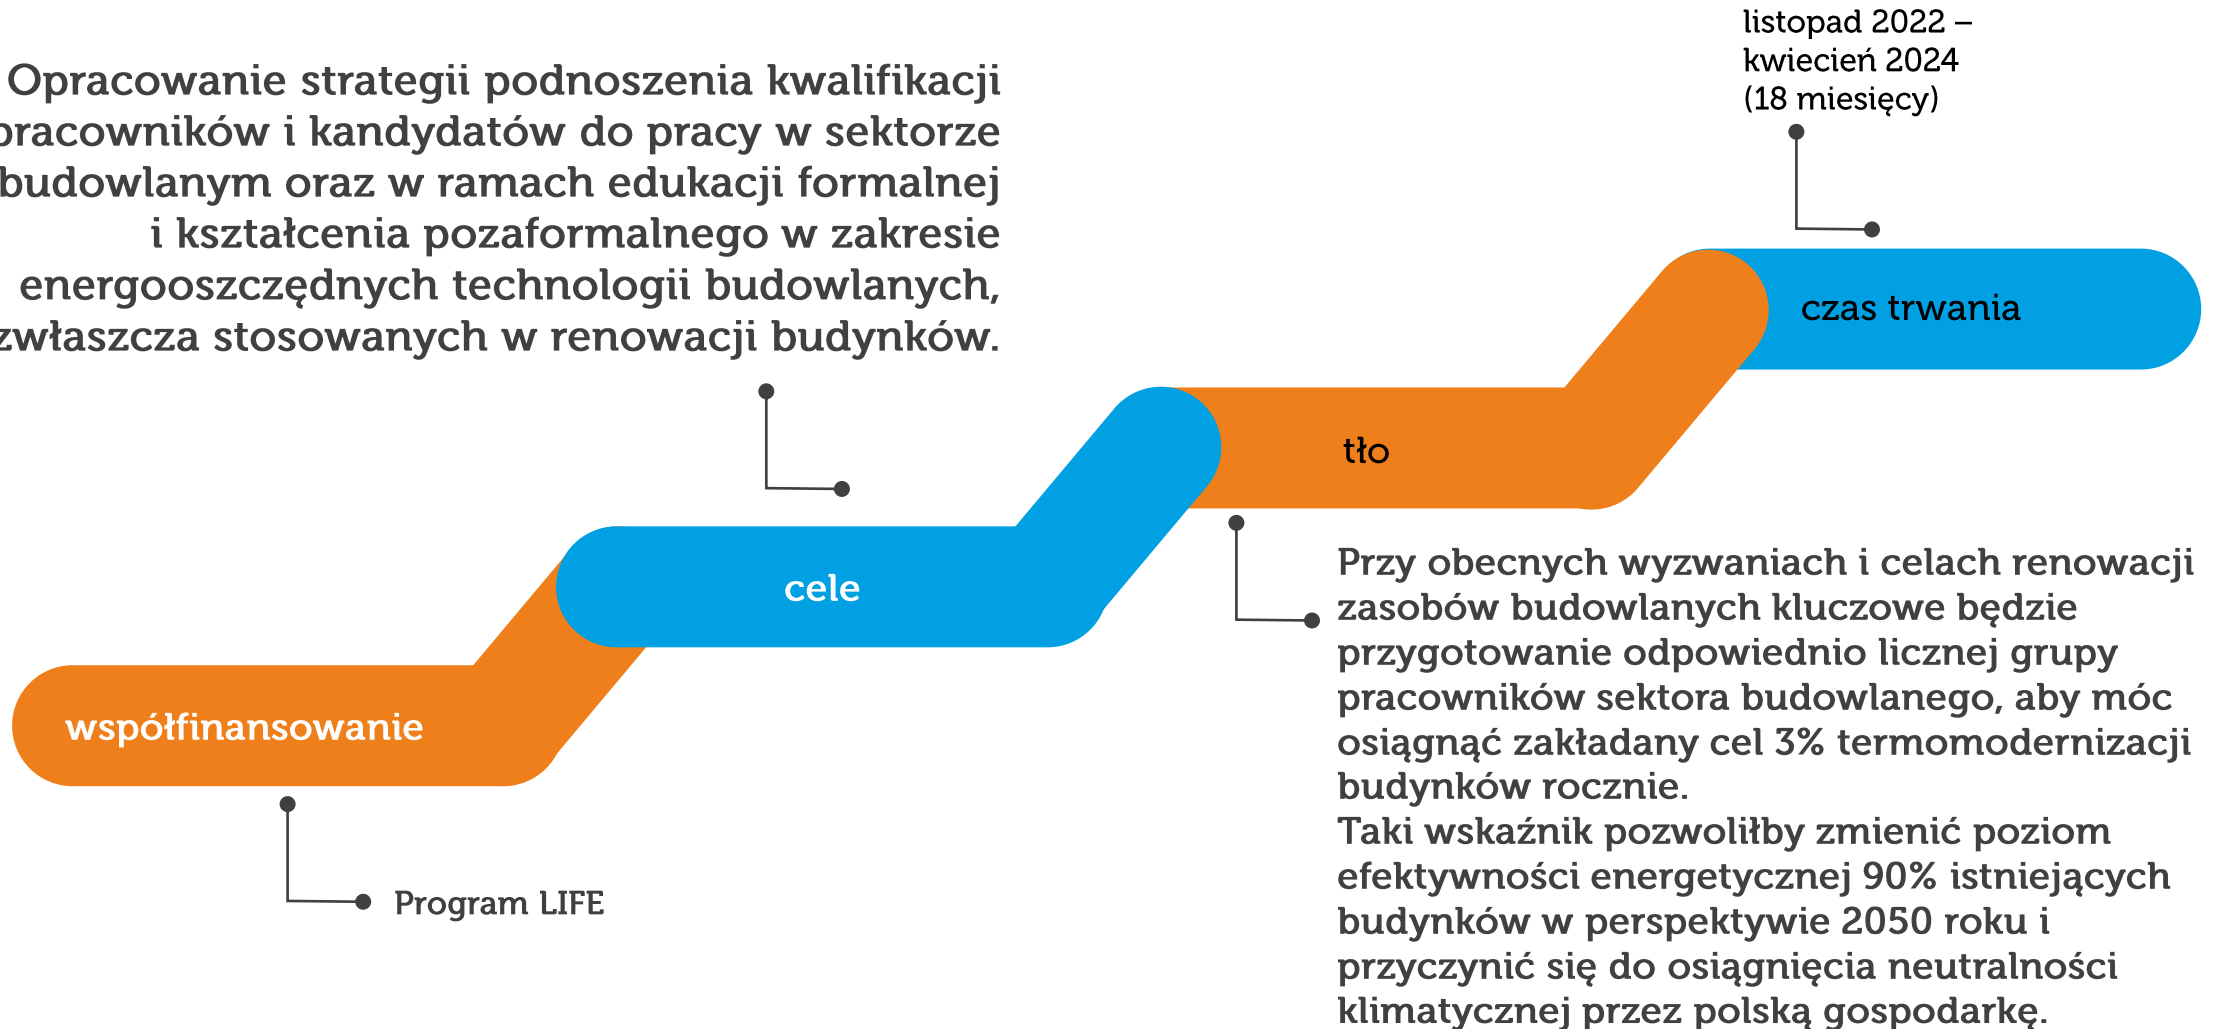 listopad 2022 –
kwiecień 2024
(18 miesięcy)
Opracowanie strategii podnoszenia kwalifikacji
pracowników i kandydatów do pracy w sektorze
budowlanym oraz w ramach edukacji formalnej
i kształcenia pozaformalnego w zakresie
energooszczędnych technologii budowlanych,
zwłaszcza stosowanych w renowacji budynków.
czas trwania
tło
cele
współfinansowanie
Program LIFE
Przy obecnych wyzwaniach i celach renowacji
zasobów budowlanych kluczowe będzie
przygotowanie odpowiednio licznej grupy
pracowników sektora budowlanego, aby móc
osiągnąć zakładany cel 3% termomodernizacji
budynków rocznie.
Taki wskaźnik pozwoliłby zmienić poziom
efektywności energetycznej 90% istniejących
budynków w perspektywie 2050 roku i
przyczynić się do osiągnięcia neutralności
klimatycznej przez polską gospodarkę.